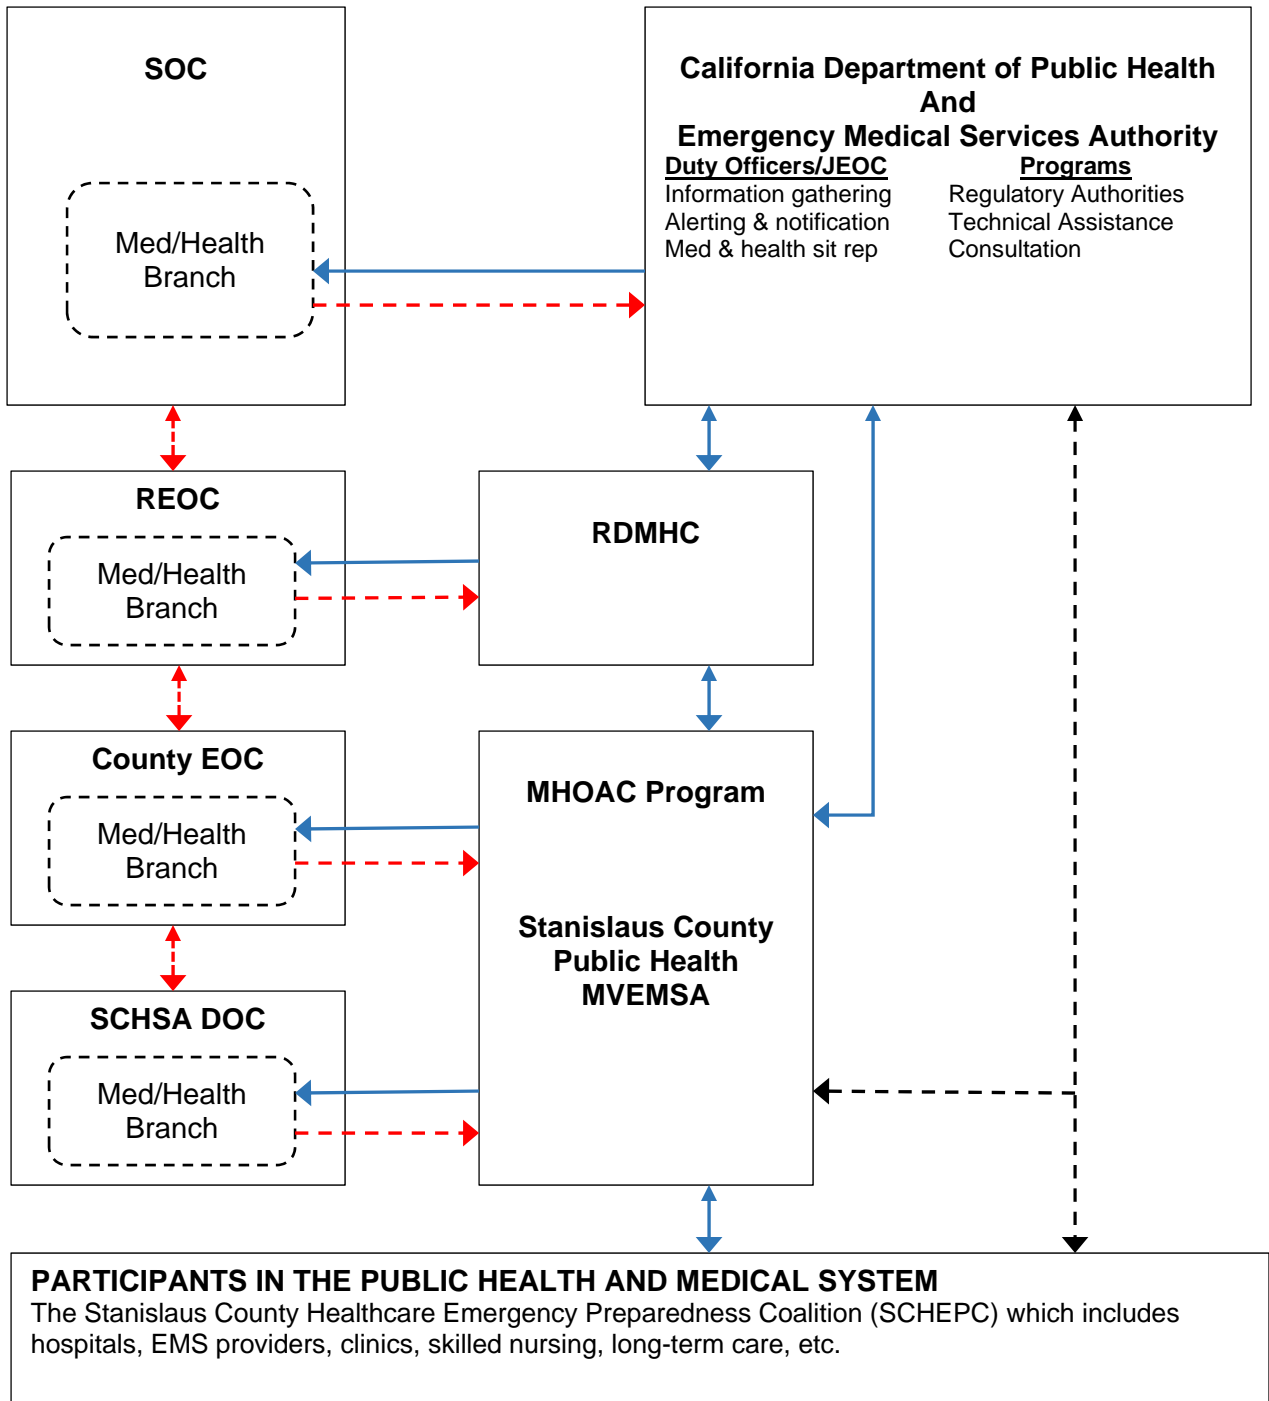 SOC
Med/Health
Branch
California Department of Public Health
And
Emergency Medical Services Authority
Duty Officers/JEOC
Information gathering
Alerting & notification
Med & health sit rep
Programs
Regulatory Authorities
Technical Assistance
Consultation
REOC
Med/Health
Branch
RDMHC
County EOC
Med/Health
Branch
MHOAC Program
Stanislaus County
Public Health
MVEMSA
SCHSA DOC
Med/Health
Branch
PARTICIPANTS IN THE PUBLIC HEALTH AND MEDICAL SYSTEM
The Stanislaus County Healthcare Emergency Preparedness Coalition (SCHEPC) which includes
hospitals, EMS providers, clinics, skilled nursing, long-term care, etc.